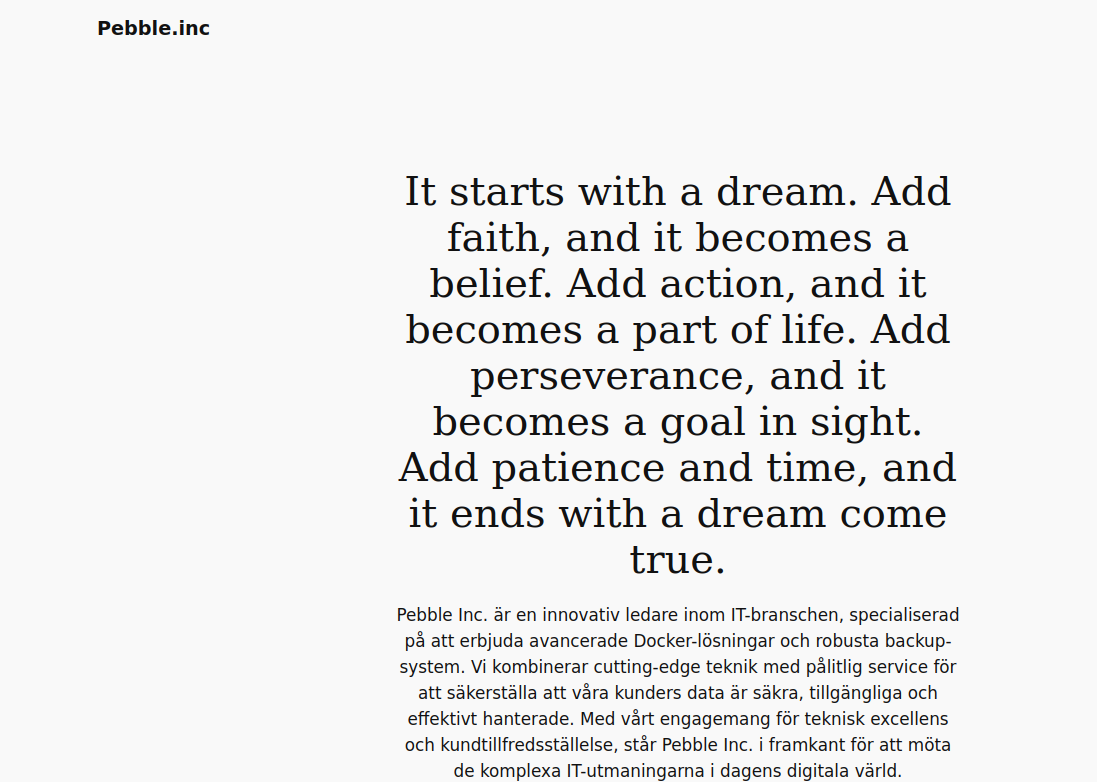 Pebble.inc
It starts with a dream. Add
faith, and it becomes a
belief. Add action, and it
becomes a part of life. Add
perseverance, and it
becomes a goal in sight.
Add patience and time, and
it ends with a dream come
true.
Pebble Inc. är en innovativ ledare inom IT-branschen, specialiserad
på att erbjuda avancerade Docker-lösningar och robusta backup-
system. Vi kombinerar cutting-edge teknik med pålitlig service för
att säkerställa att våra kunders data är säkra, tillgängliga och
effektivt hanterade. Med vårt engagemang för teknisk excellens
och kundtillfredsställelse, står Pebble Inc. i framkant för att möta
de komplexa IT-utmaningarna i dagens digitala värld.